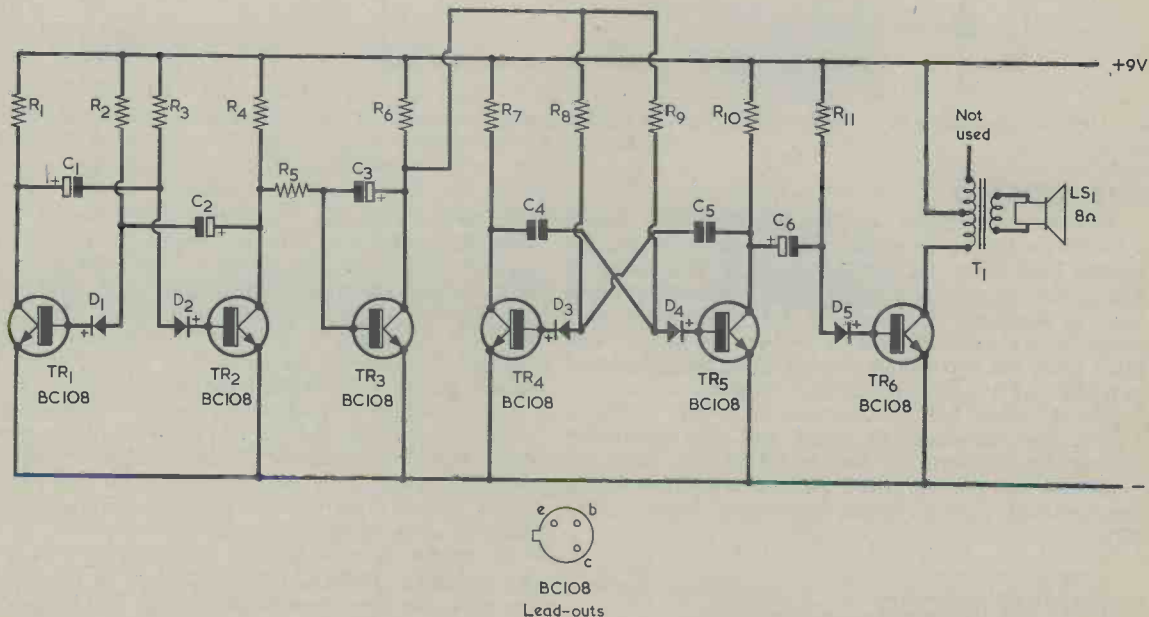 +9V
R1
R2
R3
R4
R6
R7
R8
R9
R10
R11
Not
used
C1
+
R5
C3
+
C2
+
C4
C5
C6
+
LS1
8Ω
T1
D1
+
D2
+
D3
+
D4
+
D5
+
TR1
BC108
TR2
BC108
TR3
BC108
TR4
BC108
TR5
BC108
TR6
BC108
−
e
b
c
BC108
Lead-outs